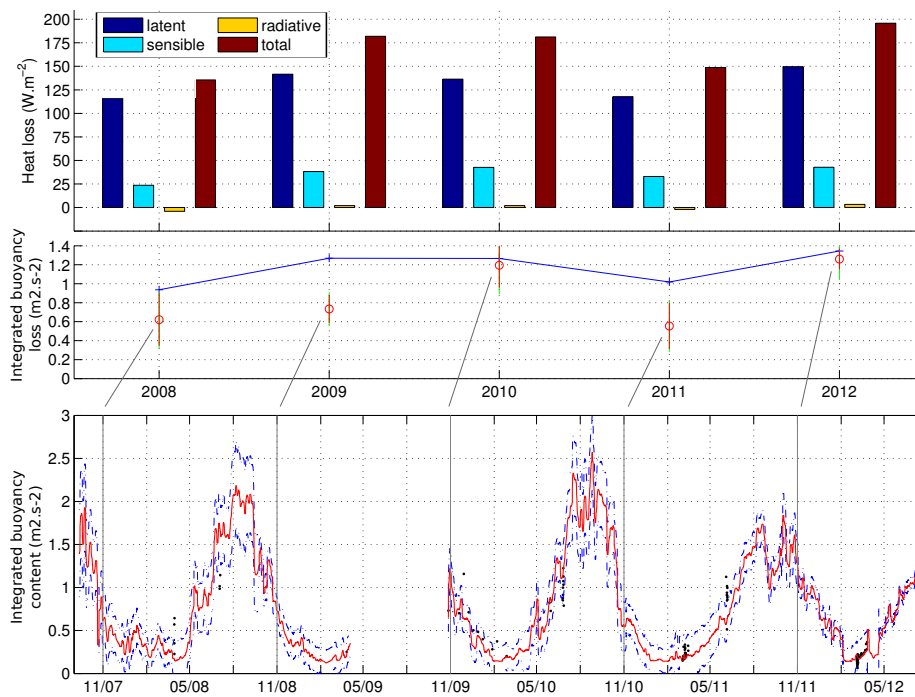 latent
sensible
radiative
total
Heat loss (W.m⁻²)
200
175
150
125
100
75
50
25
0
Integrated buoyancy
loss (m2.s-2)
1.4
1.2
1
0.8
0.6
0.4
0.2
0
2008 2009 2010 2011 2012
Integrated buoyancy
content (m2.s-2)
3
2.5
2
1.5
1
0.5
0
11/07 05/08 11/08 05/09 11/09 05/10 11/10 05/11 11/11 05/12